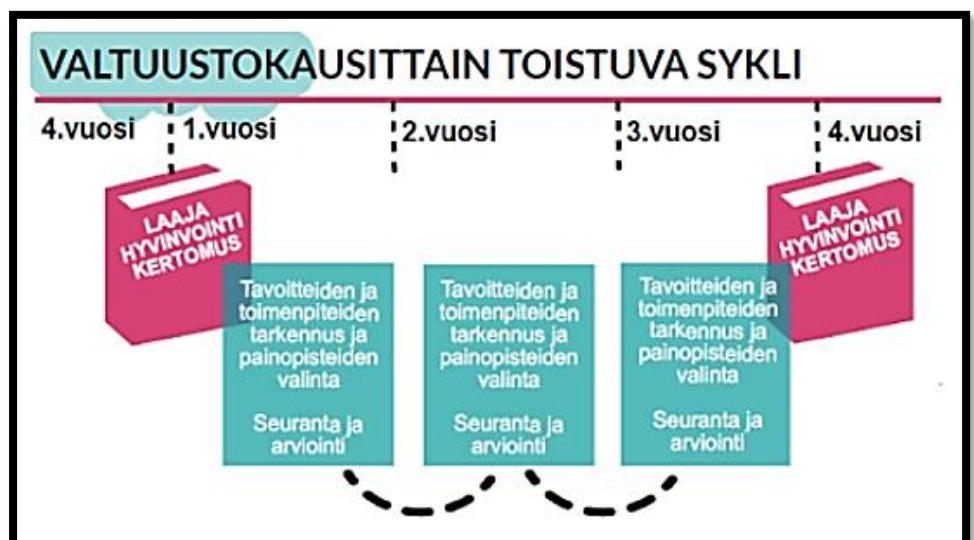 VALTUUSTOKAUSITTAIN TOISTUVA SYKLI
4.vuosi
1.vuosi
2.vuosi
3.vuosi
4.vuosi
LAAJA
HYVINVOINTI
KERTOMUS
Tavoitteiden ja
toimenpiteiden
tarkennus ja
painopisteiden
valinta
Seuranta ja
arviointi
Tavoitteiden ja
toimenpiteiden
tarkennus ja
painopisteiden
valinta
Seuranta ja
arviointi
Tavoitteiden ja
toimenpiteiden
tarkennus ja
painopisteiden
valinta
Seuranta ja
arviointi
LAAJA
HYVINVOINTI
KERTOMUS